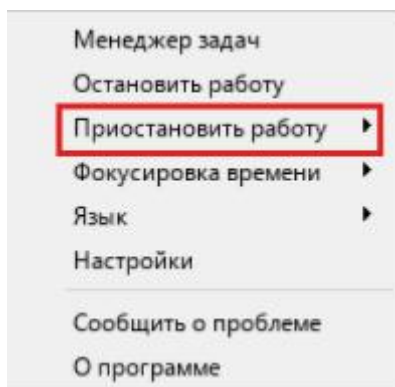 Менеджер задач
Остановить работу
Приостановить работу
Фокусировка времени
Язык
Настройки
Сообщить о проблеме
О программе